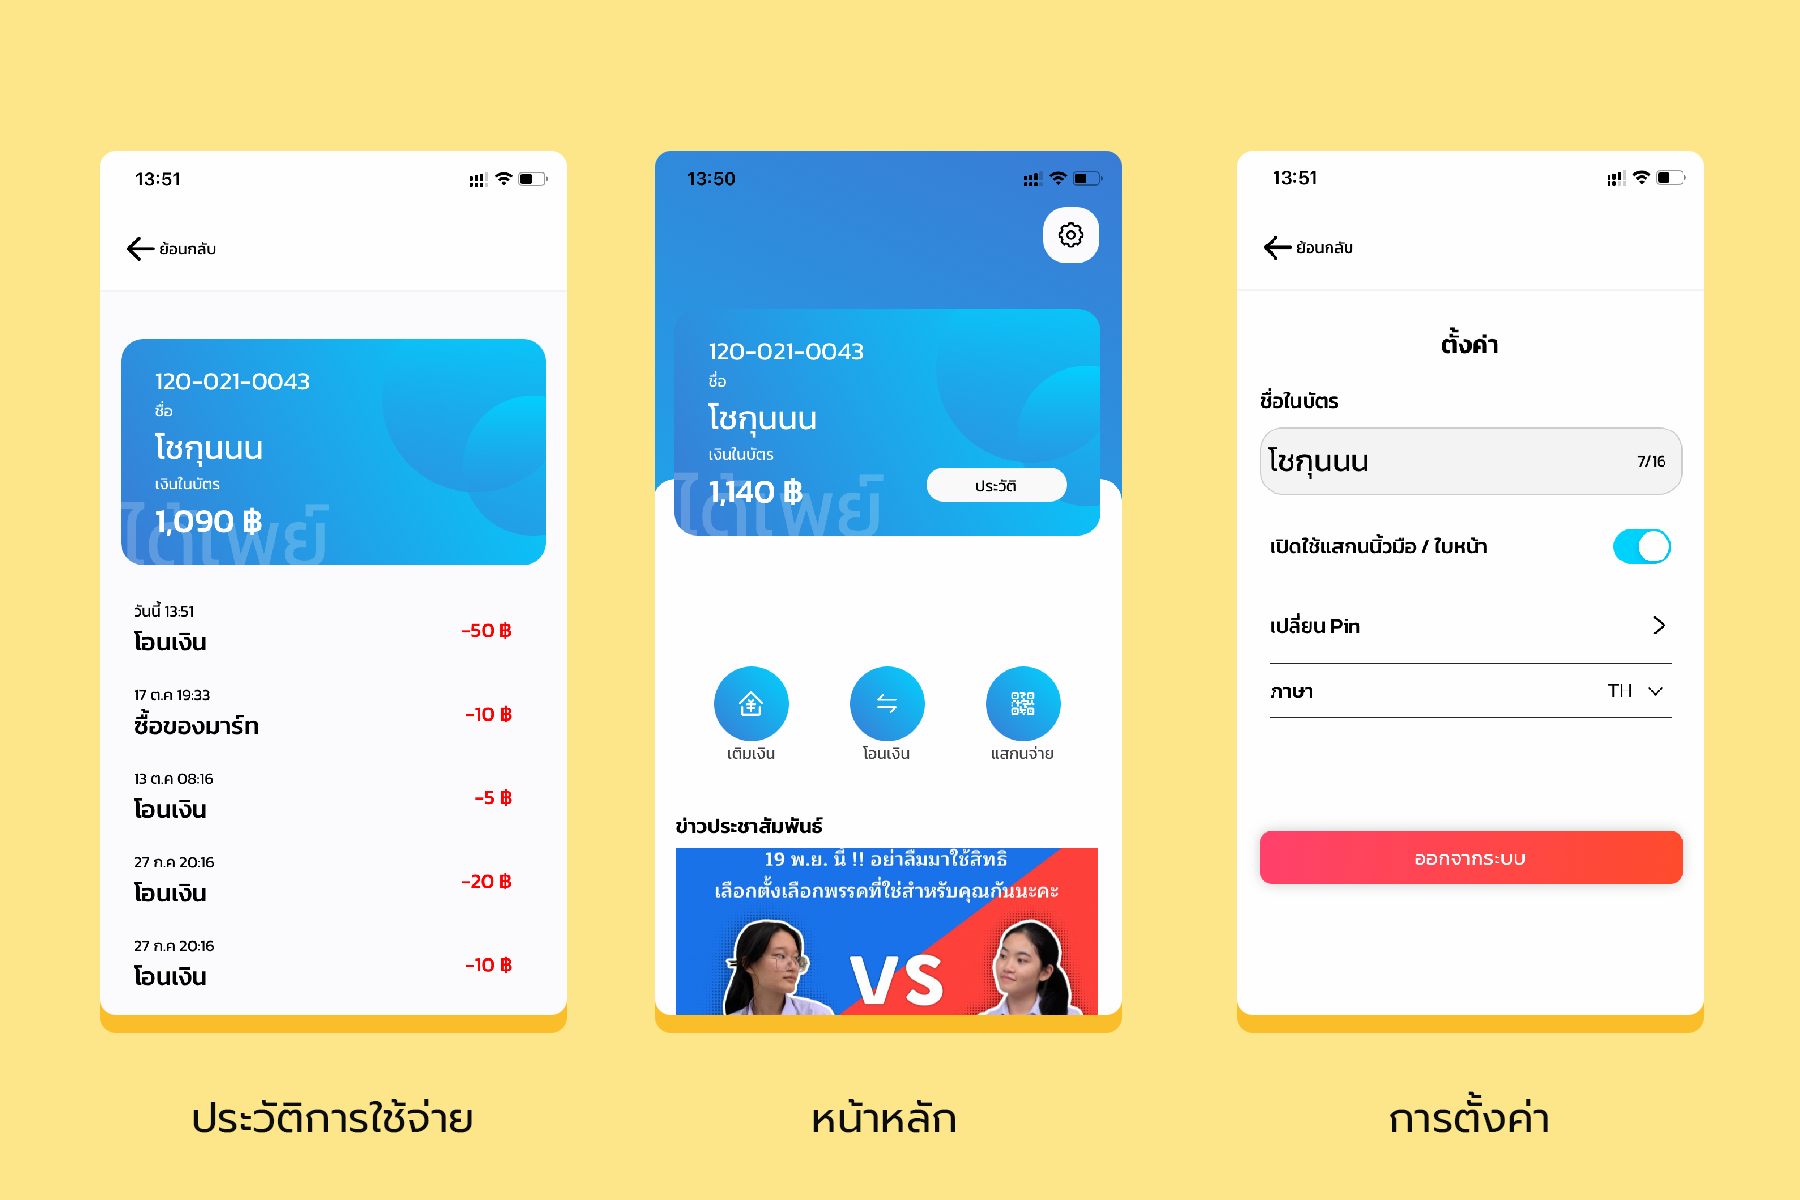 13:51
ย้อนกลับ
120-021-0043
ชื่อ
โชกุนนน
เงินในบัตร
1,090 ฿
ได้เพย์
วันนี้ 13:51
โอนเงิน
-50 ฿
17 ต.ค 19:33
ซื้อของมาร์ท
-10 ฿
13 ต.ค 08:16
โอนเงิน
-5 ฿
27 ก.ค 20:16
โอนเงิน
-20 ฿
27 ก.ค 20:16
โอนเงิน
-10 ฿
ประวัติการใช้จ่าย
13:50
120-021-0043
ชื่อ
โชกุนนน
เงินในบัตร
1,140 ฿
ได้เพย์
ประวัติ
เติมเงิน
โอนเงิน
แสกนจ่าย
ข่าวประชาสัมพันธ์
19 พ.ย. นี้ !! อย่าลืมมาใช้สิทธิ
เลือกตั้งเลือกพรรคที่ใช่สำหรับคุณกันนะคะ
VS
หน้าหลัก
13:51
ย้อนกลับ
ตั้งค่า
ชื่อในบัตร
โชกุนนน
7/16
เปิดใช้แสกนนิ้วมือ / ใบหน้า
เปลี่ยน Pin
ภาษา
TH
ออกจากระบบ
การตั้งค่า